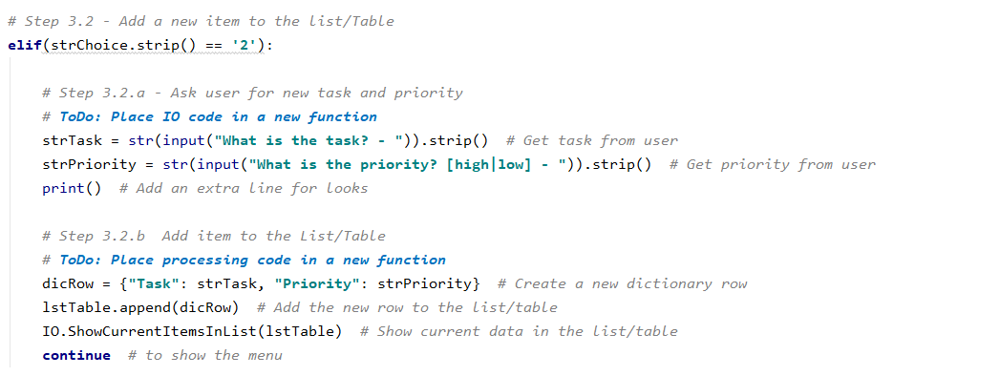 # Step 3.2 - Add a new item to the List/Table
elif(strChoice.strip() == '2'):
# Step 3.2.a - Ask user for new task and priority
# ToDo: Place IO code in a new function
strTask = str(input("What is the task? - ")).strip()  # Get task from user
strPriority = str(input("What is the priority? [high|low] - ")).strip()  # Get priority from user
print()  # Add an extra line for looks
# Step 3.2.b  Add item to the List/Table
# ToDo: Place processing code in a new function
dicRow = {"Task": strTask, "Priority": strPriority}  # Create a new dictionary row
lstTable.append(dicRow)  # Add the new row to the list/table
IO.ShowCurrentItemsInList(lstTable)  # Show current data in the list/table
continue  # to show the menu